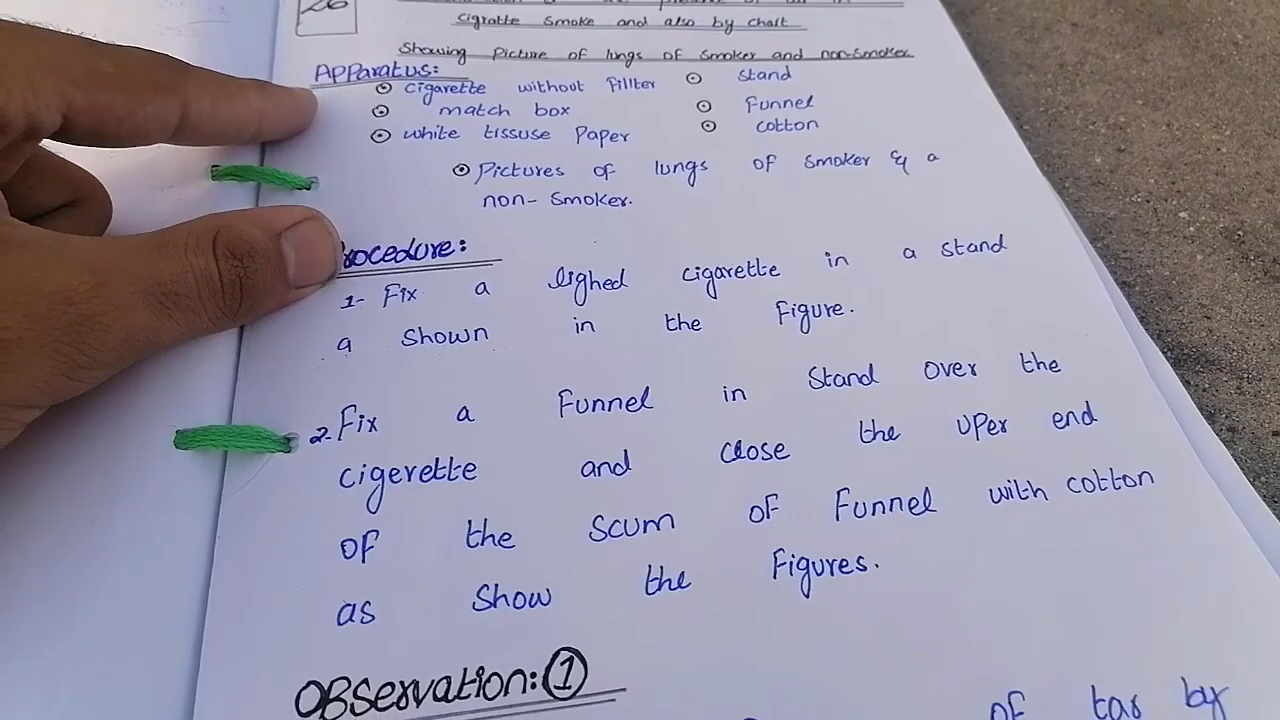 26
cigratte smoke and also by chart
Showing Picture of lungs of smoker and non-smoker
Apparatus:
cigarette without fillter stand
match box Funnel
white tissuse Paper cotton
Pictures of lungs of smoker & a
non-smoker.
rocedure:
1- Fix a lighed cigarette in a stand
a shown in the Figure.
2- Fix a Funnel in Stand over the
cigerette and close the UPer end
of the scum of Funnel with cotton
as show the Figures.
OBServation: 1
of tar by